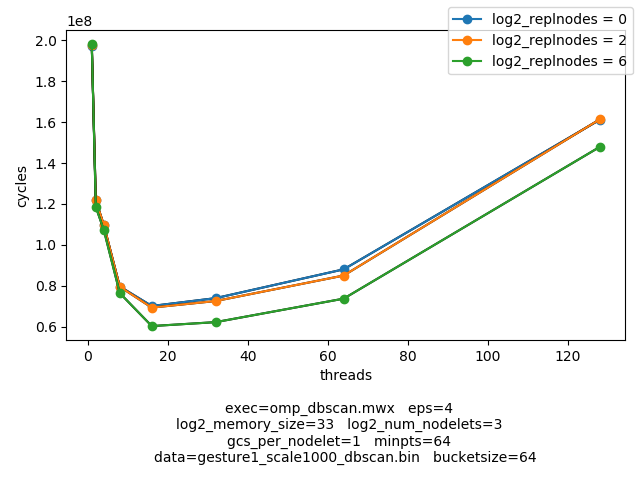 1e8
log2_replnodes = 0
log2_replnodes = 2
log2_replnodes = 6
2.0
1.8
1.6
1.4
1.2
1.0
0.8
0.6
cycles
0 20 40 60 80 100 120
threads
exec=omp_dbscan.mwx eps=4
log2_memory_size=33 log2_num_nodelets=3
gcs_per_nodelet=1 minpts=64
data=gesture1_scale1000_dbscan.bin bucketsize=64